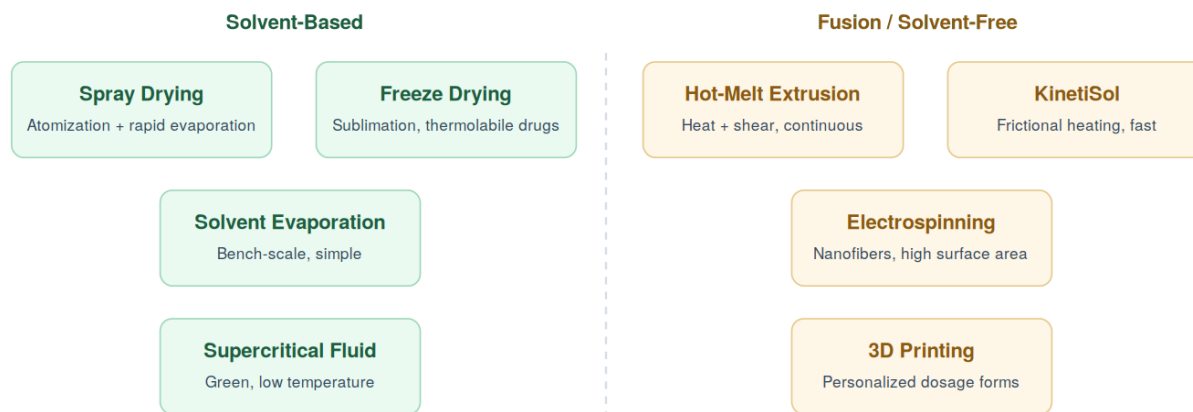 Solvent-Based
Fusion / Solvent-Free
Spray Drying
Atomization + rapid evaporation
Freeze Drying
Sublimation, thermolabile drugs
Hot-Melt Extrusion
Heat + shear, continuous
KinetiSol
Frictional heating, fast
Solvent Evaporation
Bench-scale, simple
Electrospinning
Nanofibers, high surface area
Supercritical Fluid
Green, low temperature
3D Printing
Personalized dosage forms